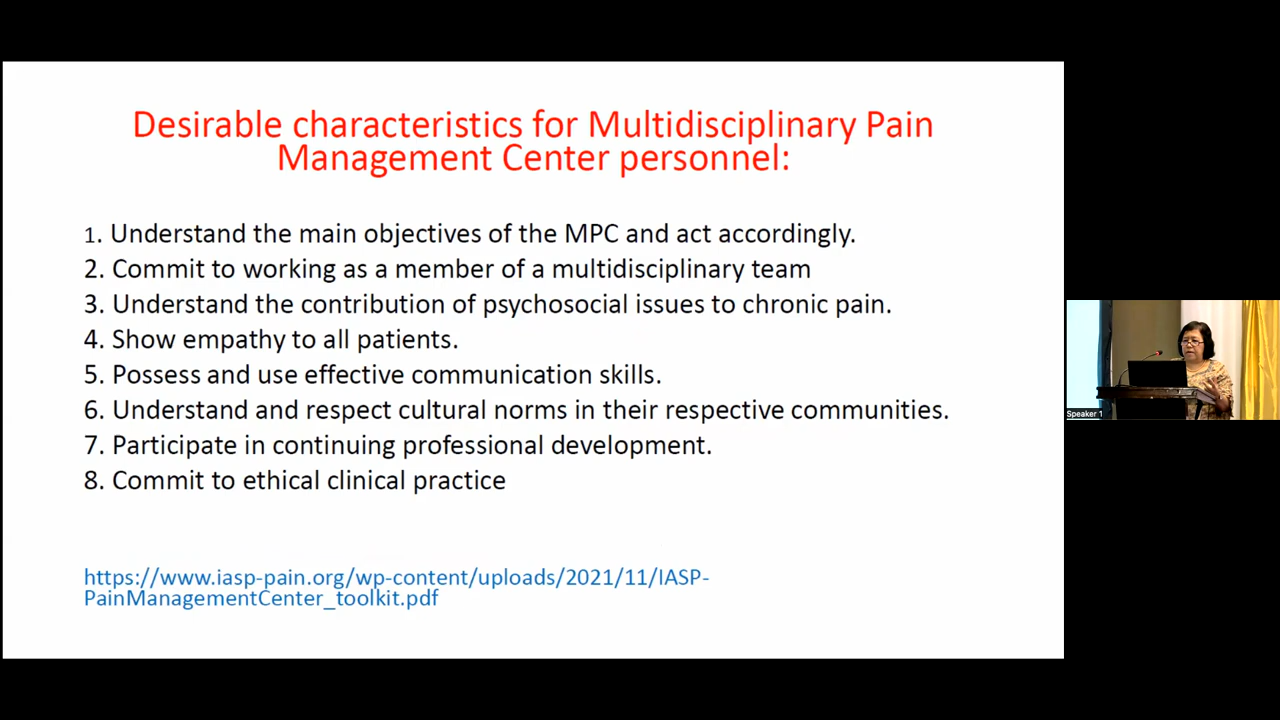 Desirable characteristics for Multidisciplinary Pain
Management Center personnel:
1. Understand the main objectives of the MPC and act accordingly.
2. Commit to working as a member of a multidisciplinary team
3. Understand the contribution of psychosocial issues to chronic pain.
4. Show empathy to all patients.
5. Possess and use effective communication skills.
6. Understand and respect cultural norms in their respective communities.
7. Participate in continuing professional development.
8. Commit to ethical clinical practice
https://www.iasp-pain.org/wp-content/uploads/2021/11/IASP-
PainManagementCenter_toolkit.pdf
Speaker 1